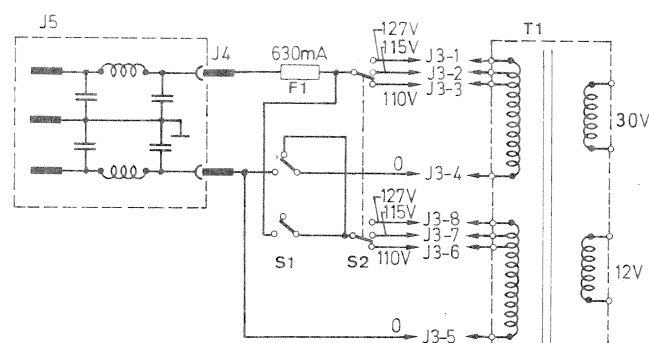 J5
J4
630mA
F1
127V
115V
110V
J3-1
J3-2
J3-3
T1
30V
0
J3-4
127V
115V
110V
J3-8
J3-7
J3-6
S1
S2
12V
0
J3-5